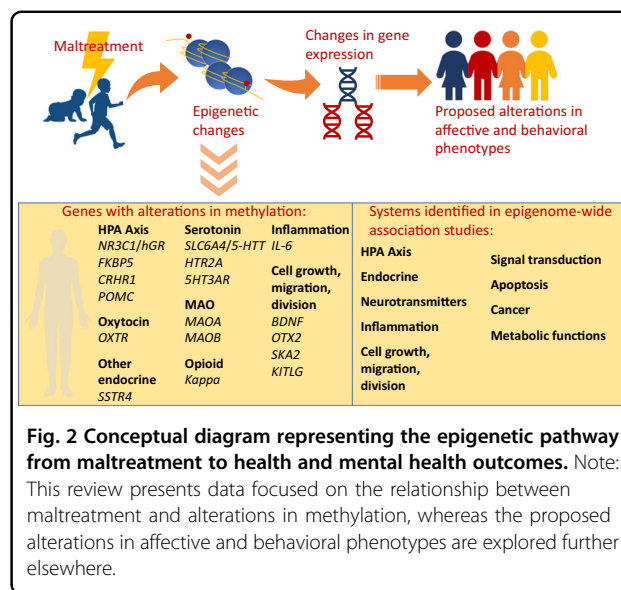 Maltreatment
Epigenetic
changes
Changes in gene
expression
Proposed alterations in
affective and behavioral
phenotypes
Genes with alterations in methylation:
HPA Axis
NR3C1/hGR
FKBP5
CRHR1
POMC
Oxytocin
OXTR
Other
endocrine
SSTR4
Serotonin
SLC6A4/5-HTT
HTR2A
5HT3AR
MAO
MAOA
MAOB
Opioid
Kappa
Inflammation
IL-6
Cell growth,
migration,
division
BDNF
OTX2
SKA2
KITLG
Systems identified in epigenome-wide
association studies:
HPA Axis
Endocrine
Neurotransmitters
Inflammation
Cell growth,
migration,
division
Signal transduction
Apoptosis
Cancer
Metabolic functions
Fig. 2 Conceptual diagram representing the epigenetic pathway
from maltreatment to health and mental health outcomes. Note:
This review presents data focused on the relationship between
maltreatment and alterations in methylation, whereas the proposed
alterations in affective and behavioral phenotypes are explored further
elsewhere.